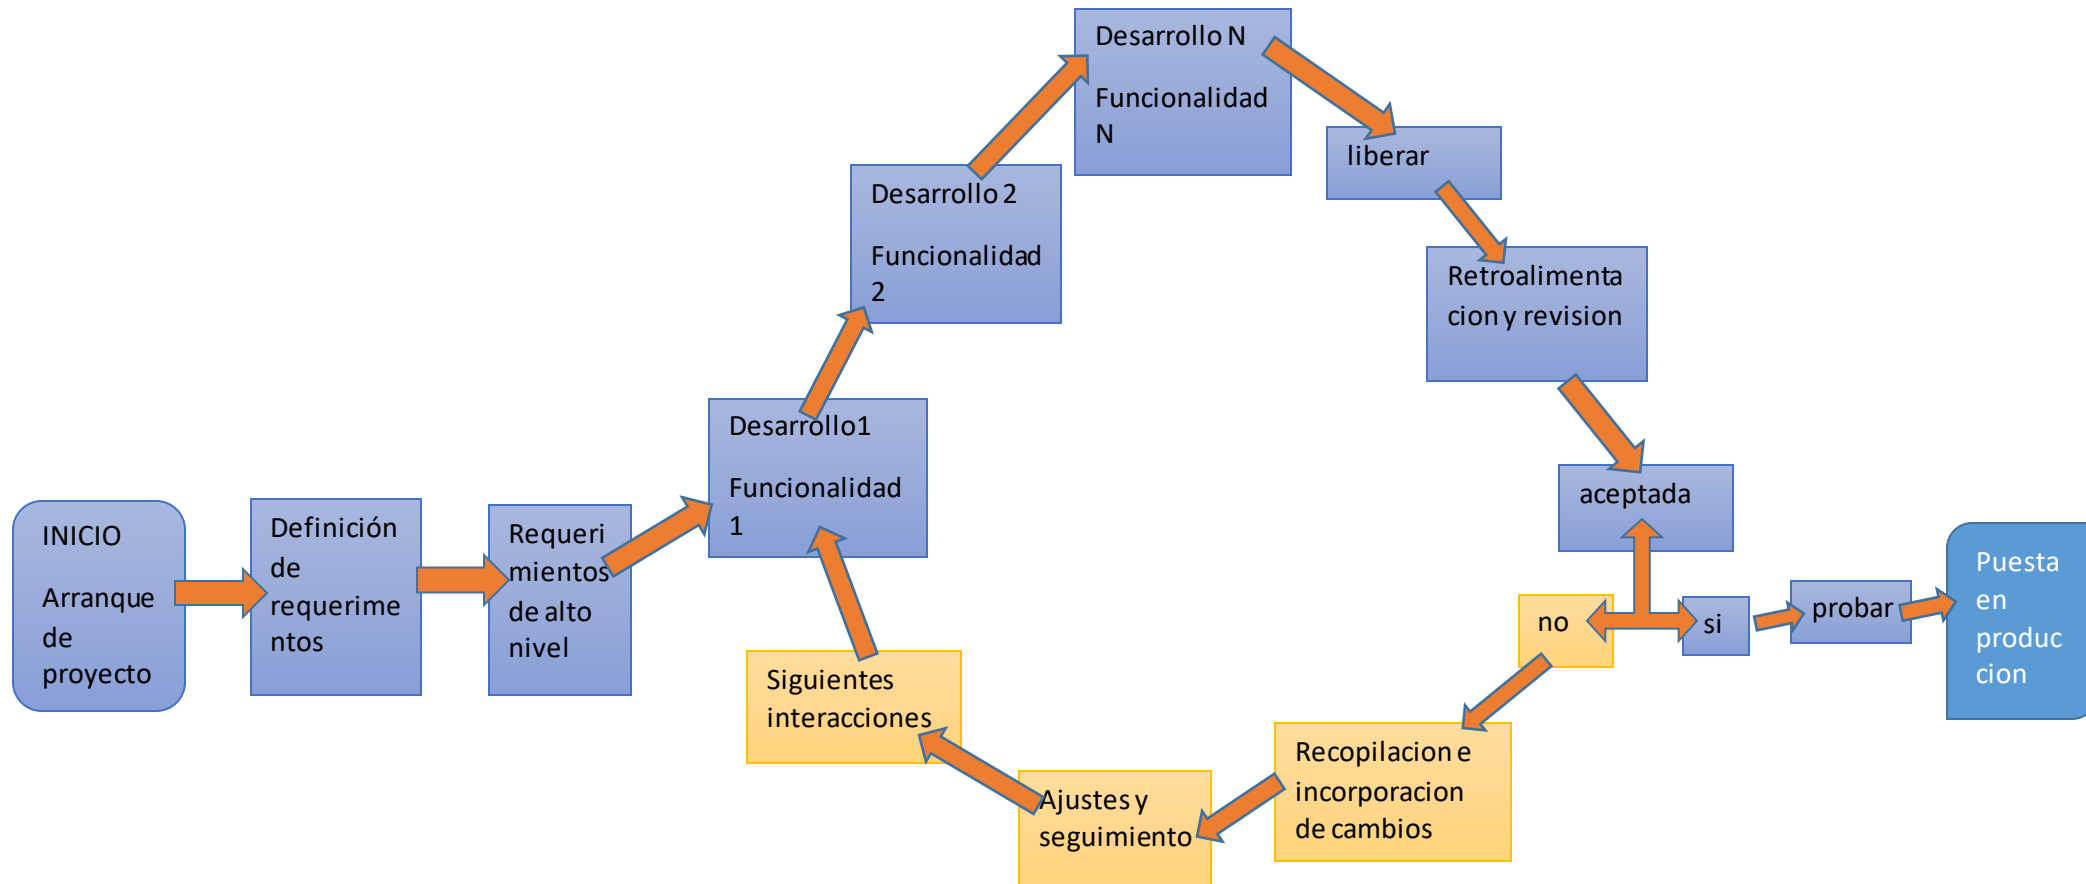 INICIO
Arranque
de
proyecto
Definición
de
requerime
ntos
Requeri
mientos
de alto
nivel
Desarrollo1
Funcionalidad
1
Desarrollo 2
Funcionalidad
2
Desarrollo N
Funcionalidad
N
liberar
Retroalimenta
cion y revision
aceptada
no
si
probar
Puesta
en
produc
cion
Recopilacion e
incorporacion
de cambios
Ajustes y
seguimiento
Siguientes
interacciones